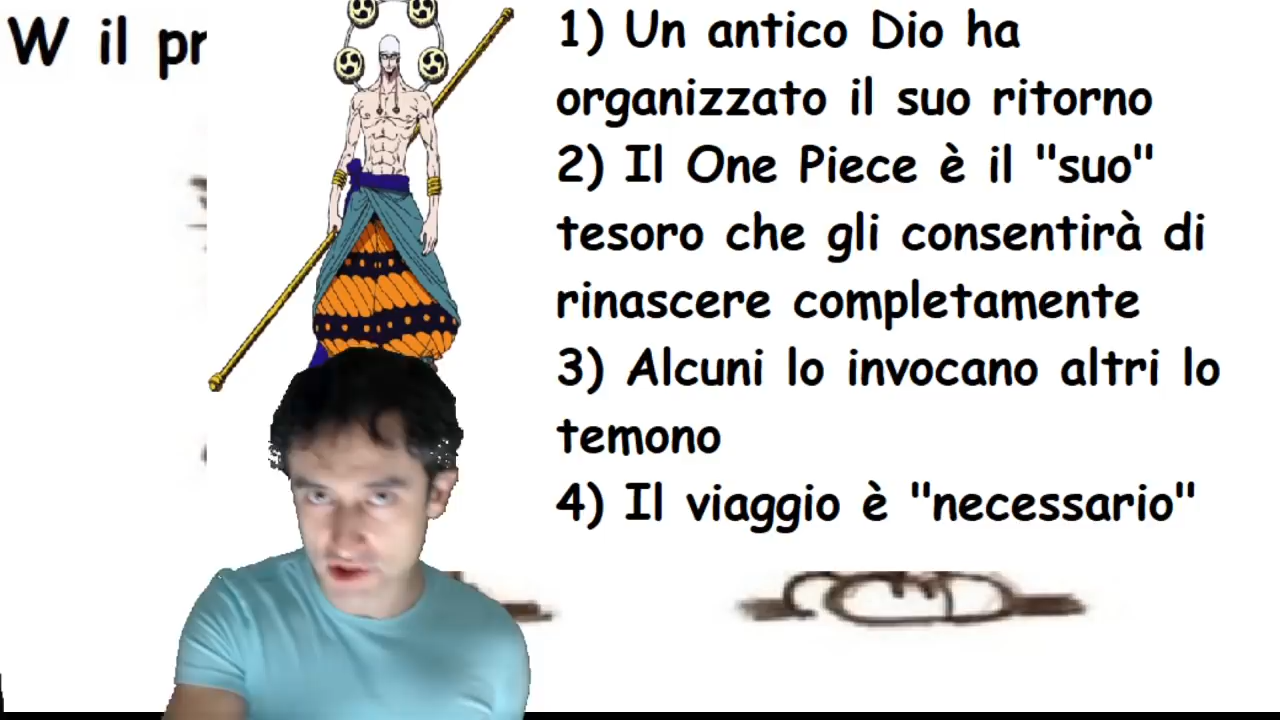 W il pr
1) Un antico Dio ha
organizzato il suo ritorno
2) Il One Piece è il "suo"
tesoro che gli consentirà di
rinascere completamente
3) Alcuni lo invocano altri lo
temono
4) Il viaggio è "necessario"